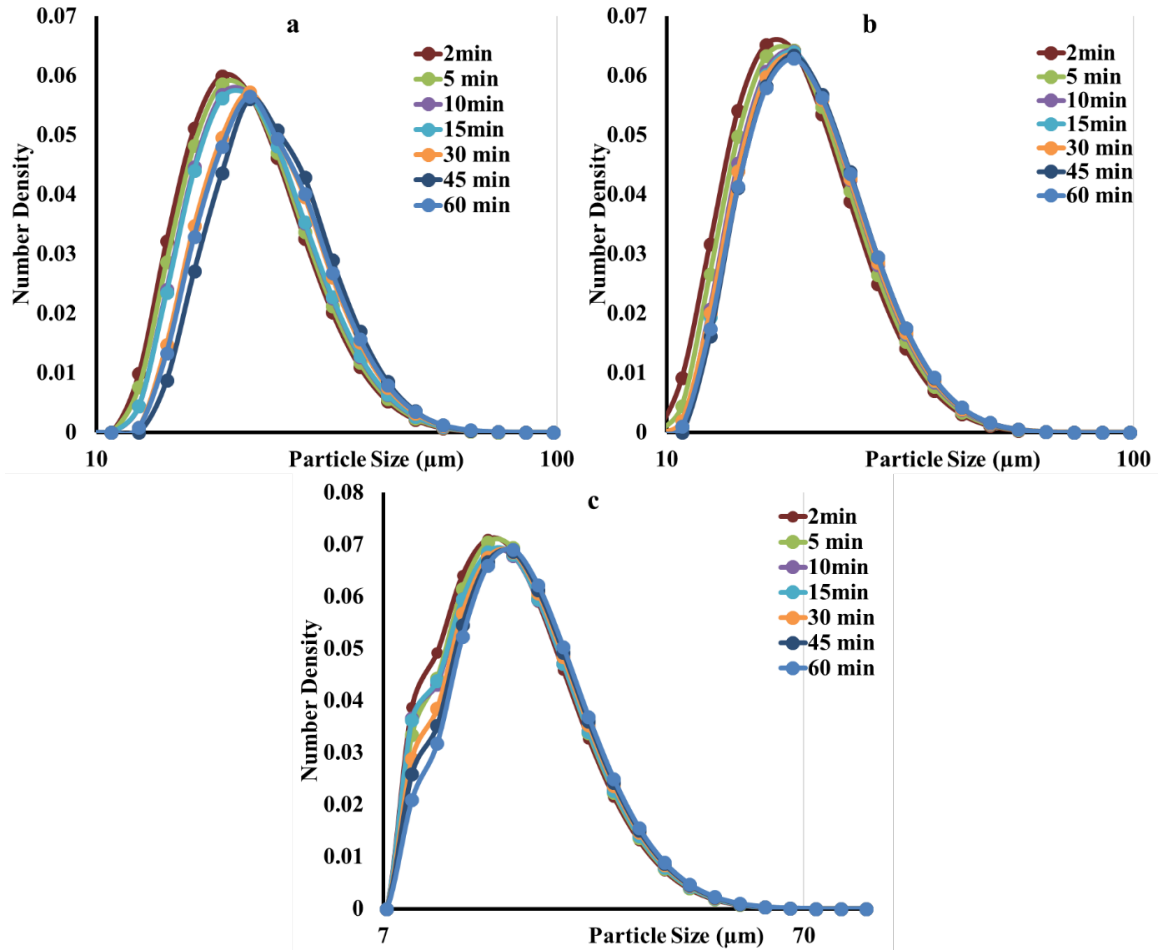 a
0.07
0.06
0.05
0.04
0.03
0.02
0.01
0
Number Density
10
Particle Size (µm)
100
2min
5 min
10min
15min
30 min
45 min
60 min
b
0.07
0.06
0.05
0.04
0.03
0.02
0.01
0
Number Density
10
Particle Size (µm)
100
2min
5 min
10min
15min
30 min
45 min
60 min
c
0.08
0.07
0.06
0.05
0.04
0.03
0.02
0.01
0
Number Density
7
Particle Size (µm)
70
2min
5 min
10min
15min
30 min
45 min
60 min